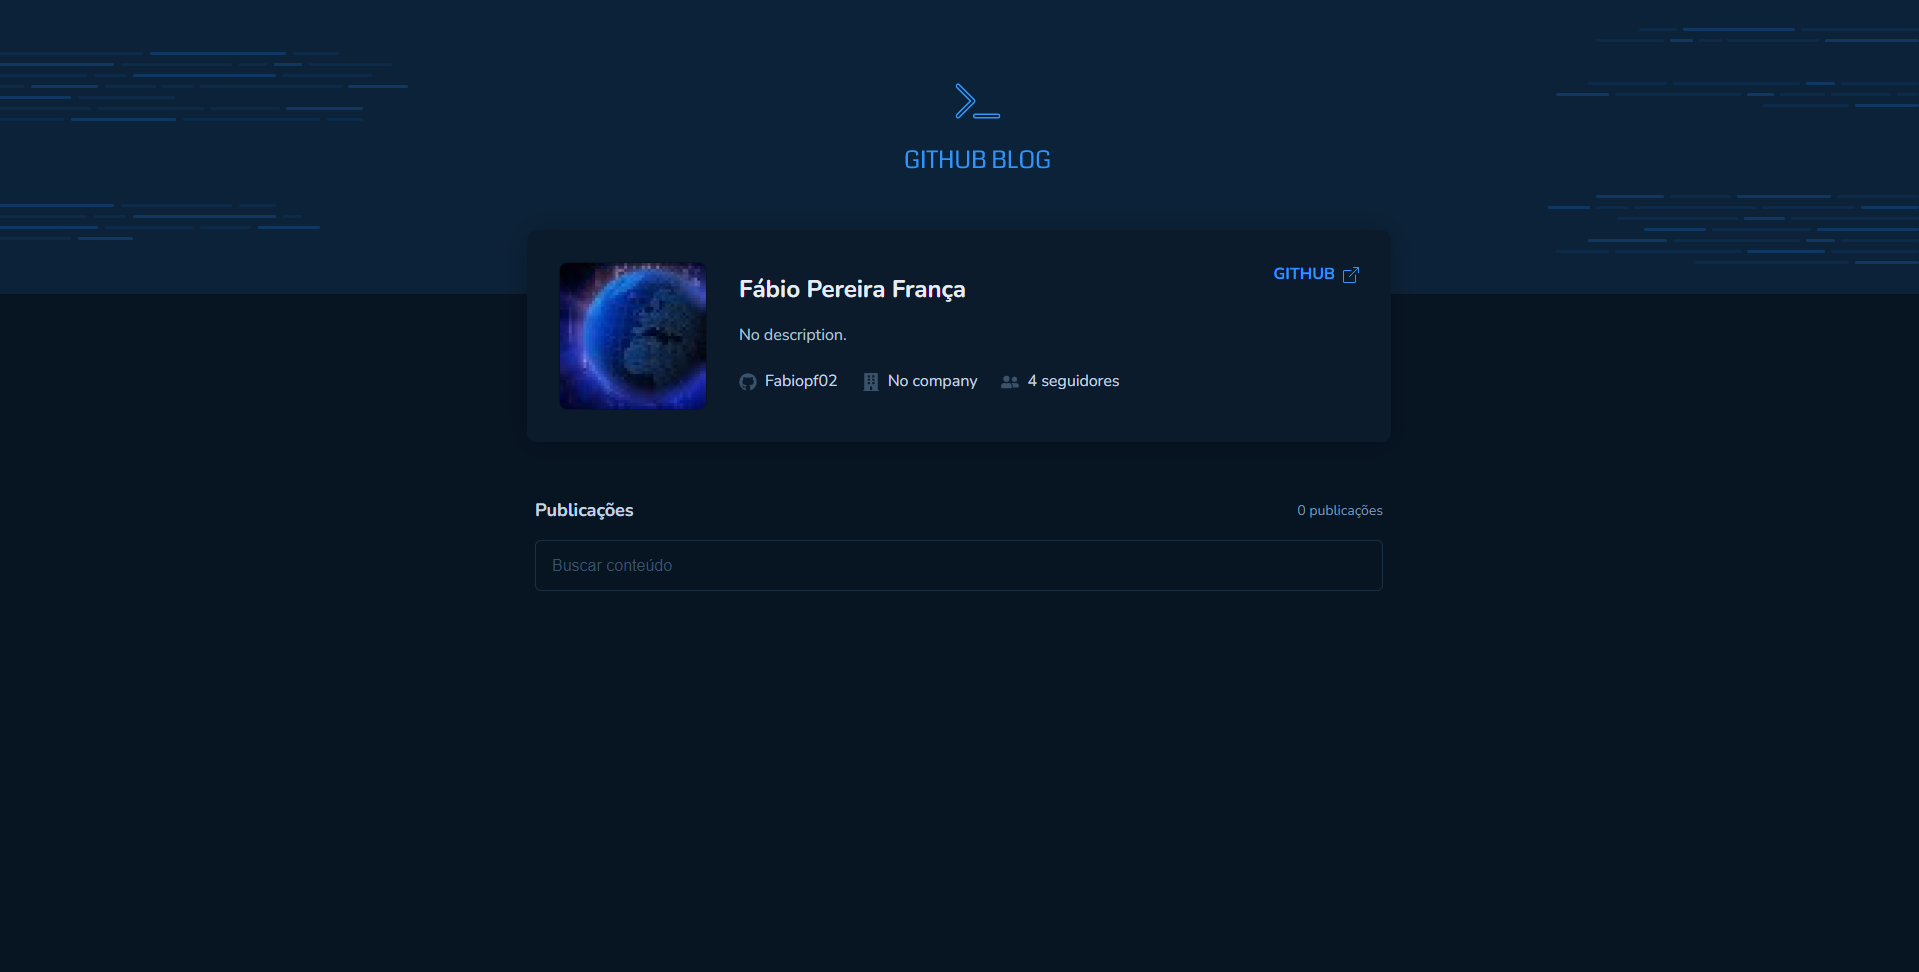 GITHUB BLOG
Fábio Pereira França
GITHUB
No description.
Fabiopf02 No company 4 seguidores
Publicações
0 publicações
Buscar conteúdo